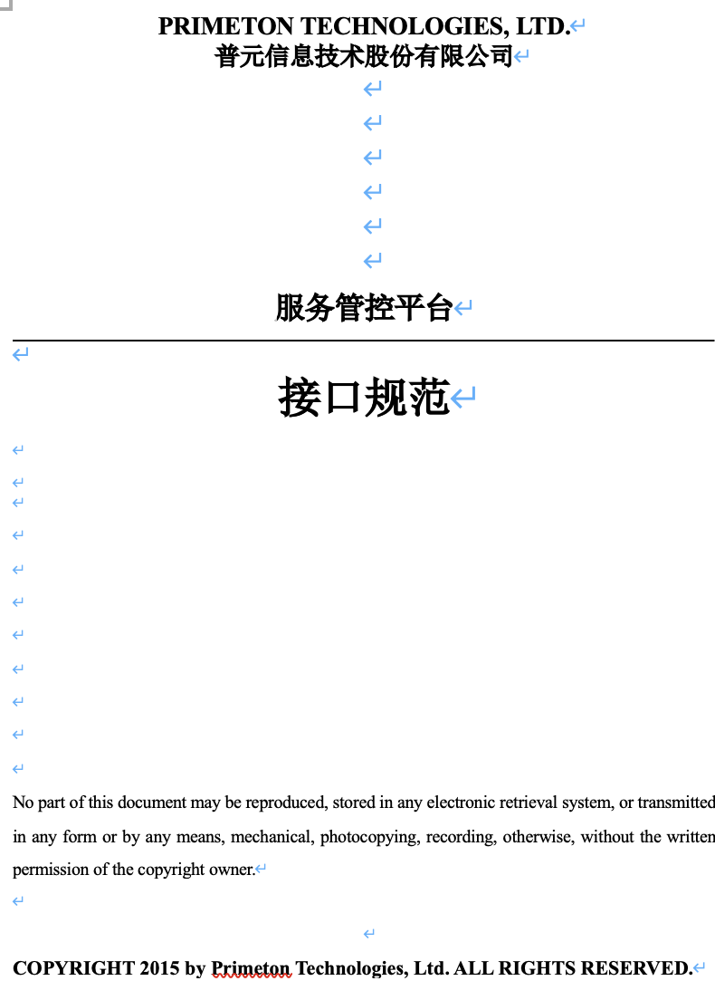 PRIMETON TECHNOLOGIES, LTD.
普元信息技术股份有限公司
服务管控平台
接口规范
No part of this document may be reproduced, stored in any electronic retrieval system, or transmitted
in any form or by any means, mechanical, photocopying, recording, otherwise, without the written
permission of the copyright owner.
COPYRIGHT 2015 by Primeton Technologies, Ltd. ALL RIGHTS RESERVED.